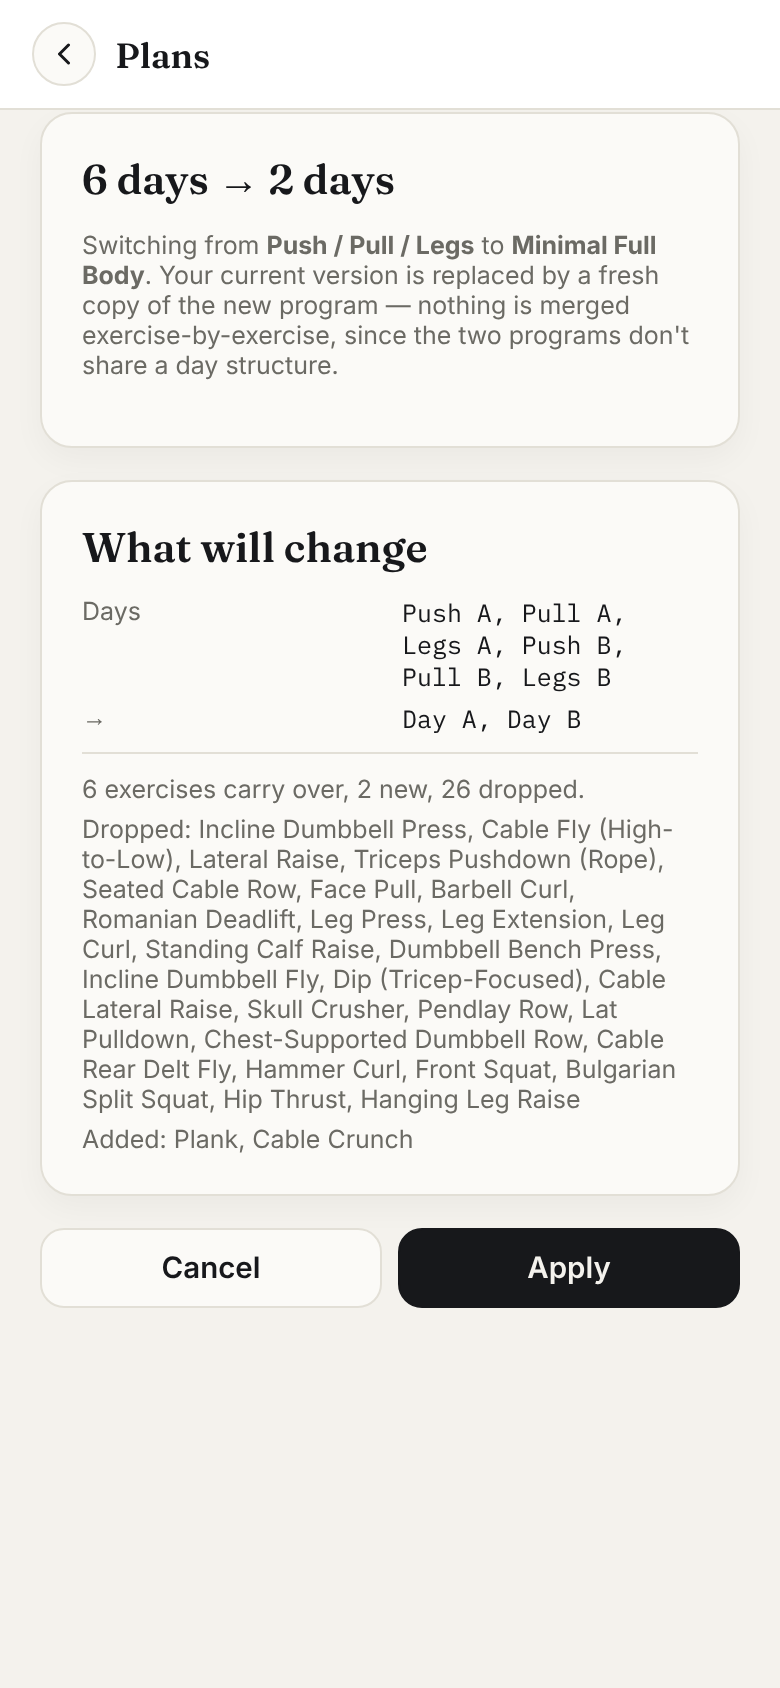 Plans
6 days → 2 days
Switching from Push / Pull / Legs to Minimal Full
Body. Your current version is replaced by a fresh
copy of the new program — nothing is merged
exercise-by-exercise, since the two programs don't
share a day structure.
What will change
Days
Push A, Pull A,
Legs A, Push B,
Pull B, Legs B
→ Day A, Day B
6 exercises carry over, 2 new, 26 dropped.
Dropped: Incline Dumbbell Press, Cable Fly (High-
to-Low), Lateral Raise, Triceps Pushdown (Rope),
Seated Cable Row, Face Pull, Barbell Curl,
Romanian Deadlift, Leg Press, Leg Extension, Leg
Curl, Standing Calf Raise, Dumbbell Bench Press,
Incline Dumbbell Fly, Dip (Tricep-Focused), Cable
Lateral Raise, Skull Crusher, Pendlay Row, Lat
Pulldown, Chest-Supported Dumbbell Row, Cable
Rear Delt Fly, Hammer Curl, Front Squat, Bulgarian
Split Squat, Hip Thrust, Hanging Leg Raise
Added: Plank, Cable Crunch
Cancel
Apply